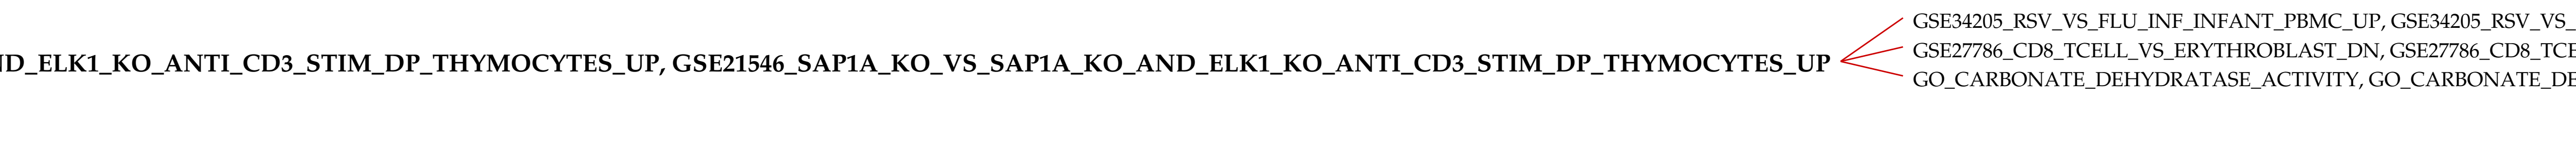 GSE34205_RSV_VS_FLU_INF_INFANT_PBMC_UP, GSE34205_RSV_VS_
ND_ELK1_KO_ANTI_CD3_STIM_DP_THYMOCYTES_UP, GSE21546_SAP1A_KO_VS_SAP1A_KO_AND_ELK1_KO_ANTI_CD3_STIM_DP_THYMOCYTES_UP
GSE27786_CD8_TCELL_VS_ERYTHROBLAST_DN, GSE27786_CD8_TCE
GO_CARBONATE_DEHYDRATASE_ACTIVITY, GO_CARBONATE_DE